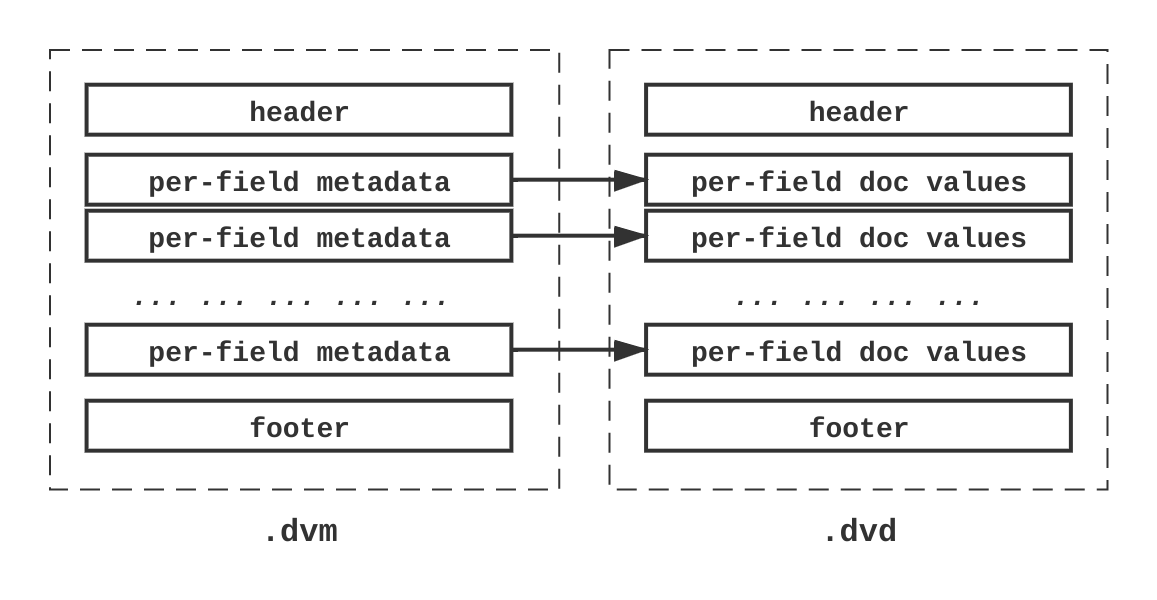 header
per-field metadata
per-field metadata
... ... ... ... ...
per-field metadata
footer
.dvm
header
per-field doc values
per-field doc values
... ... ... ...
per-field doc values
footer
.dvd